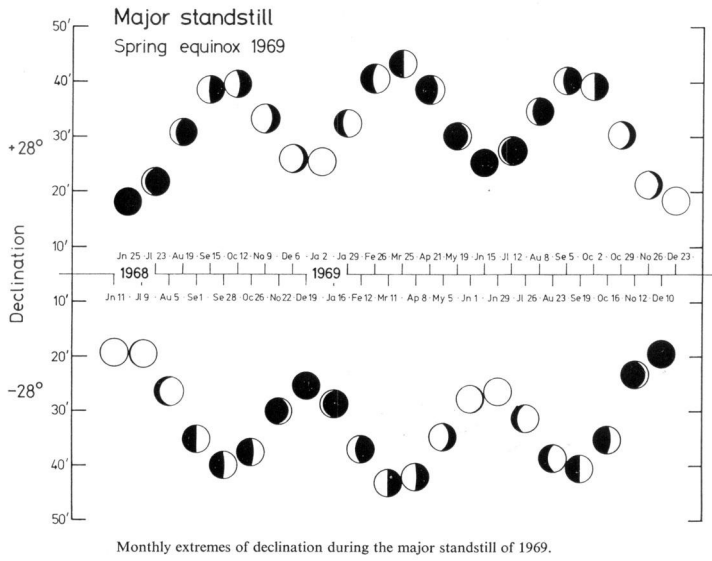 Major standstill
Spring equinox 1969
50′
40′
30′
+28°
20′
10′
Declination
Jn 25 · Jl 23 · Au 19 · Se 15 · Oc 12 · No 9 · De 6 · Ja 2 · Ja 29 · Fe 26 · Mr 25 · Ap 21 · My 19 · Jn 15 · Jl 12 · Au 8 · Se 5 · Oc 2 · Oc 29 · No 26 · De 23 ·
1968 1969
10′
Jn 11 · Jl 9 · Au 5 · Se 1 · Se 28 · Oc 26 · No 22 · De 19 · Ja 16 · Fe 12 · Mr 11 · Ap 8 · My 5 · Jn 1 · Jn 29 · Jl 26 · Au 23 · Se 19 · Oc 16 · No 12 · De 10
20′
−28°
30′
40′
50′
Monthly extremes of declination during the major standstill of 1969.